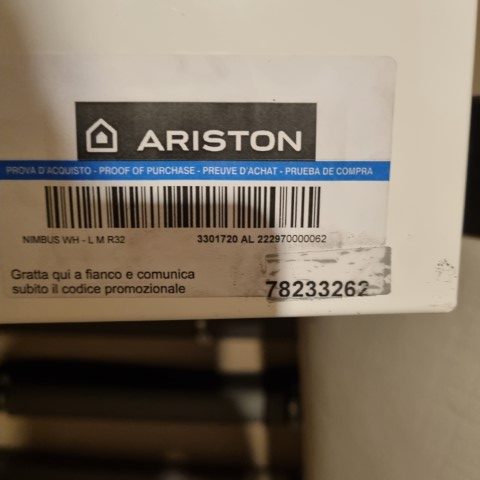 ARISTON
PROVA D'ACQUISTO - PROOF OF PURCHASE - PREUVE D'ACHAT - PRUEBA DE COMPRA
NIMBUS WH - L M R32 3301720 AL 222970000062
Gratta qui a fianco e comunica
subito il codice promozionale 78233262